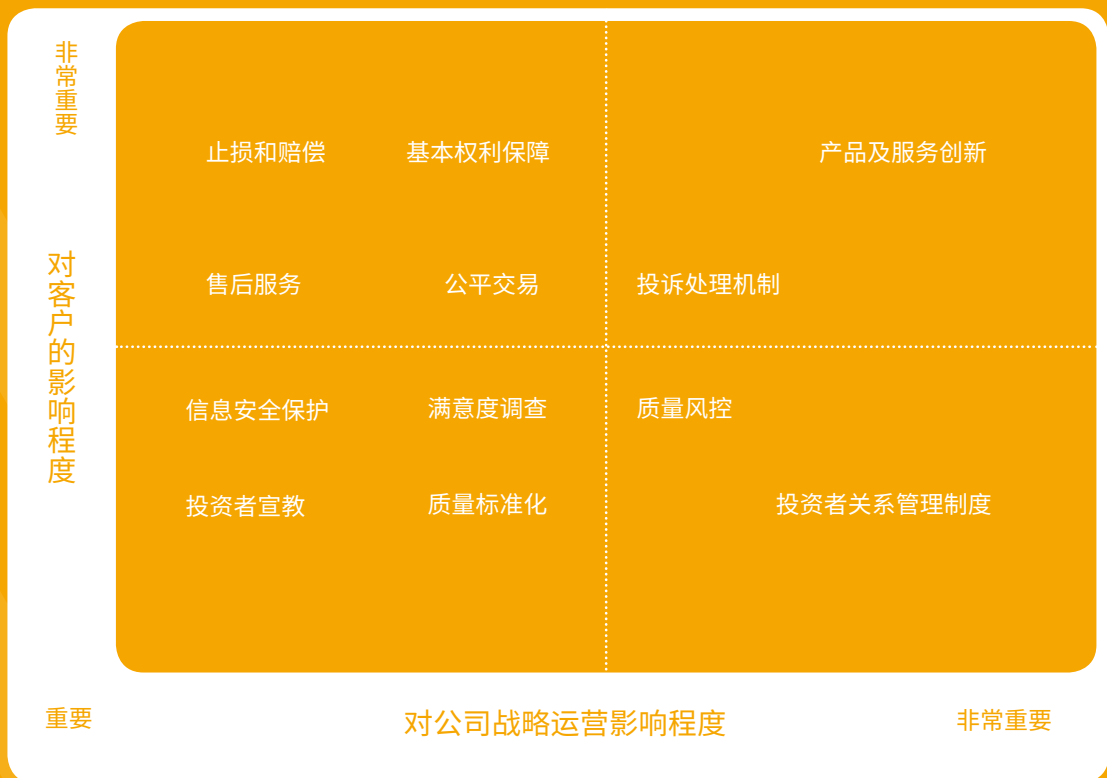 非常重要
对客户的影响程度
止损和赔偿
基本权利保障
产品及服务创新
售后服务
公平交易
投诉处理机制
信息安全保护
满意度调查
质量风控
投资者宣教
质量标准化
投资者关系管理制度
重要
对公司战略运营影响程度
非常重要